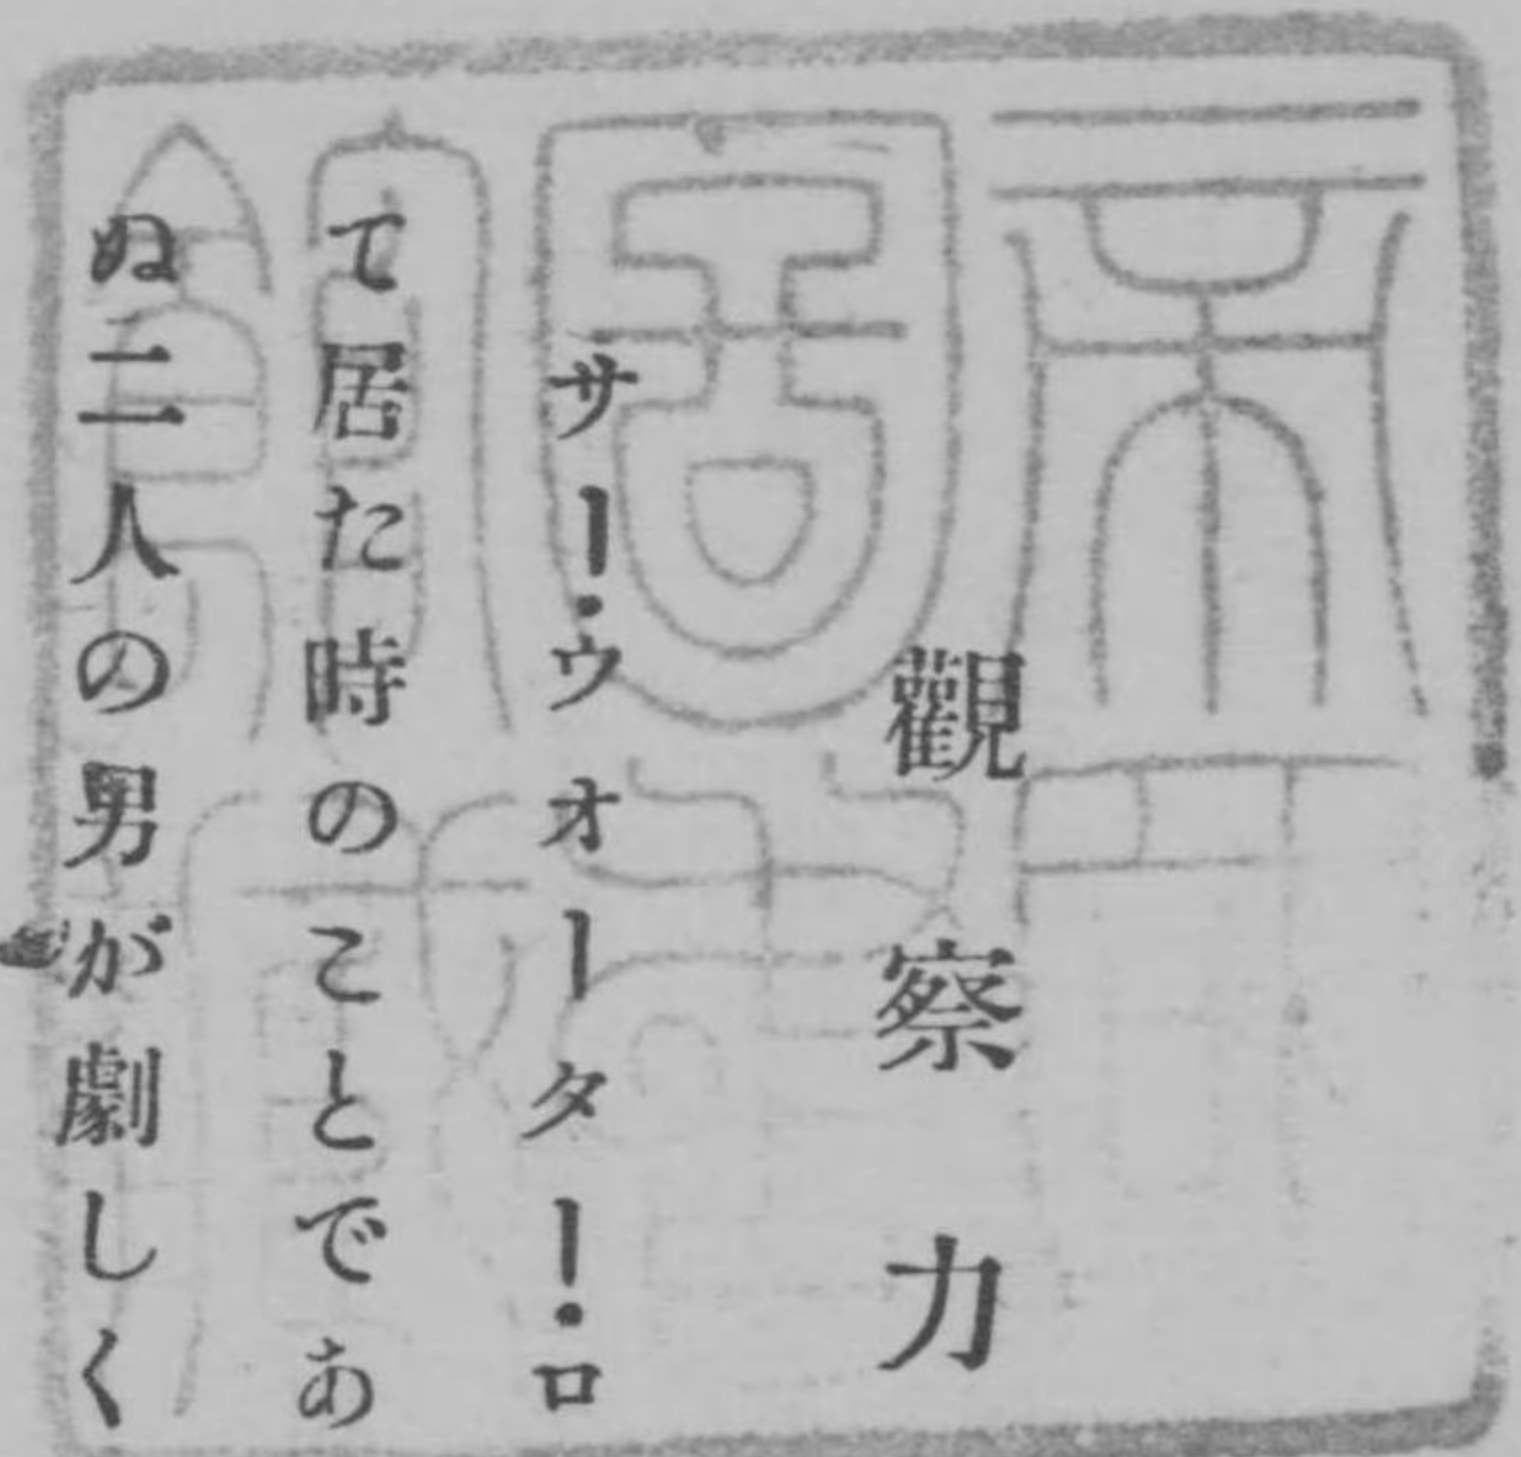 觀察力
サー・ウォーター・ロ
て居た時のことであ
ぬ二人の男が劇しく